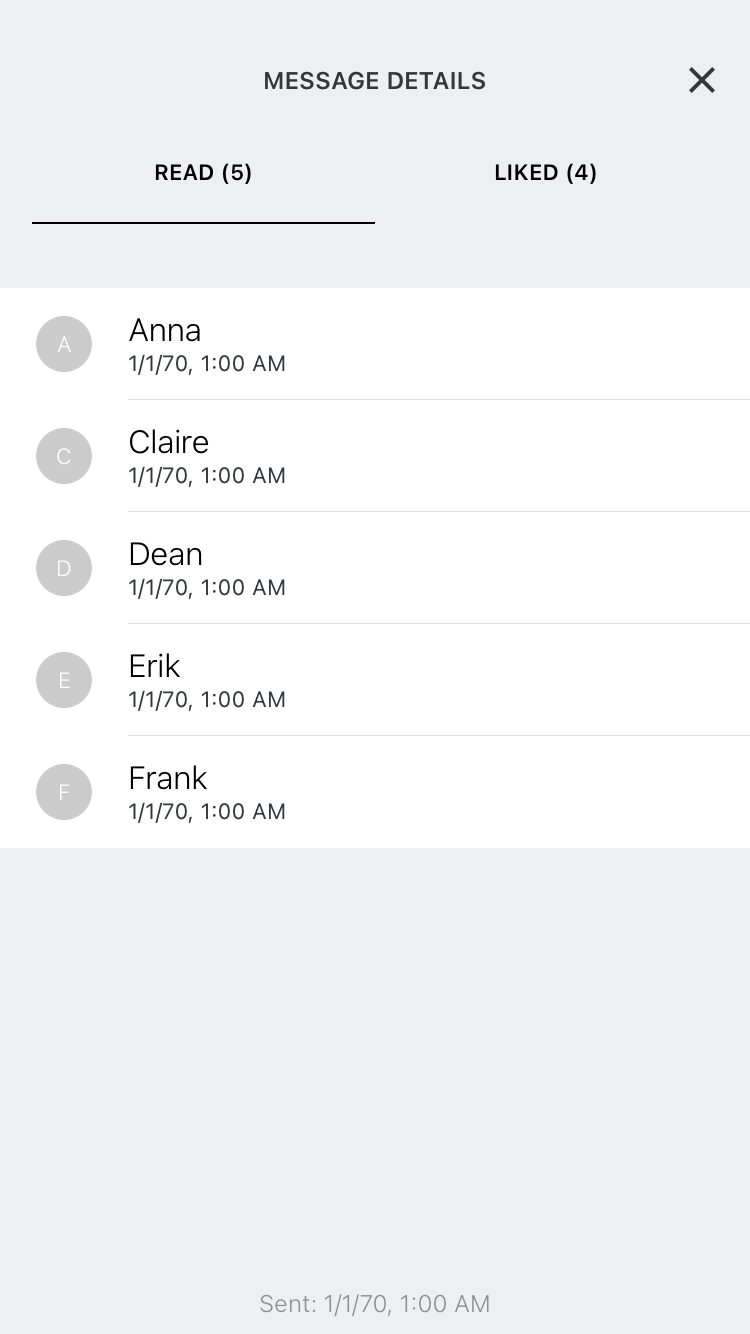 MESSAGE DETAILS
READ (5)
LIKED (4)
A
Anna
1/1/70, 1:00 AM
C
Claire
1/1/70, 1:00 AM
D
Dean
1/1/70, 1:00 AM
E
Erik
1/1/70, 1:00 AM
F
Frank
1/1/70, 1:00 AM
Sent: 1/1/70, 1:00 AM